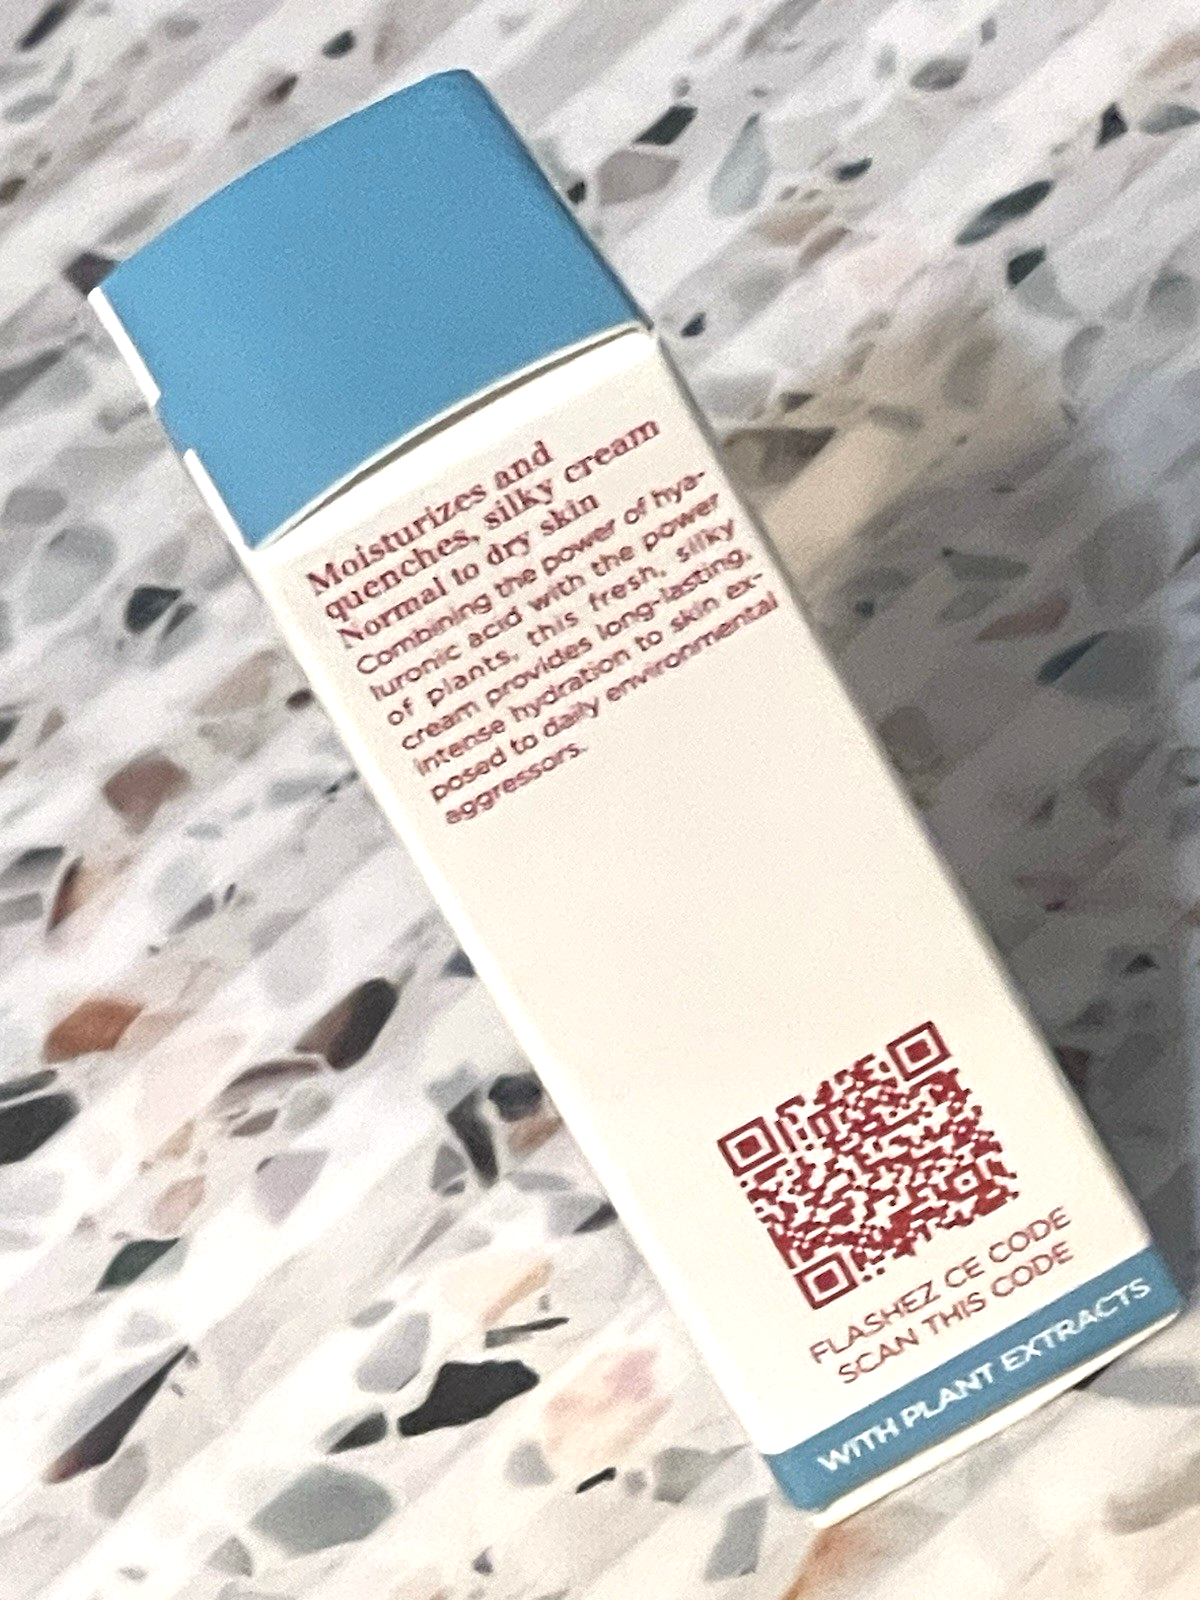 Moisturizes and
quenches, silky cream
Normal to dry skin
Combining the power of hya-
luronic acid with the power
of plants, this fresh, silky
cream provides long-lasting,
intense hydration to skin ex-
posed to daily environmental
aggressors.
FLASHEZ CE CODE
SCAN THIS CODE
WITH PLANT EXTRACTS